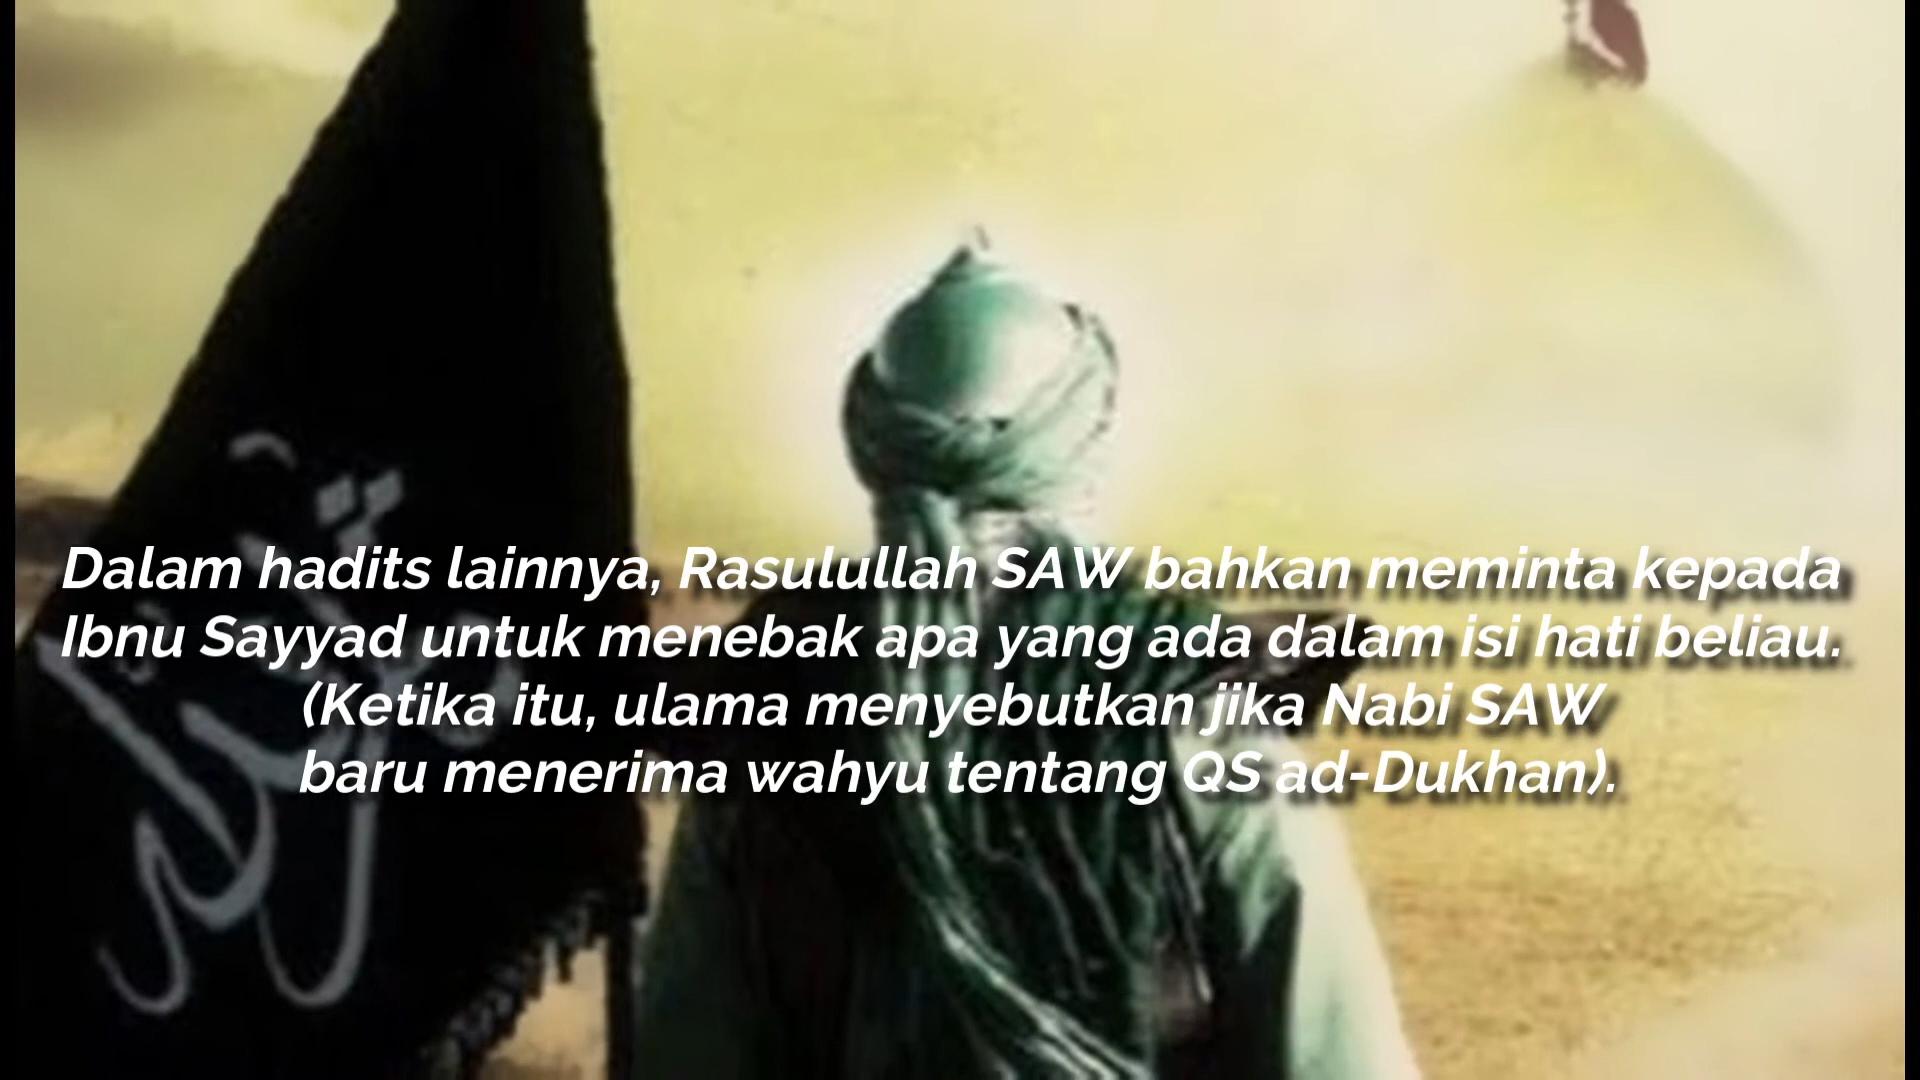 Dalam hadits lainnya, Rasulullah SAW bahkan meminta kepada
Ibnu Sayyad untuk menebak apa yang ada dalam isi hati beliau.
(Ketika itu, ulama menyebutkan jika Nabi SAW
baru menerima wahyu tentang QS ad-Dukhan).